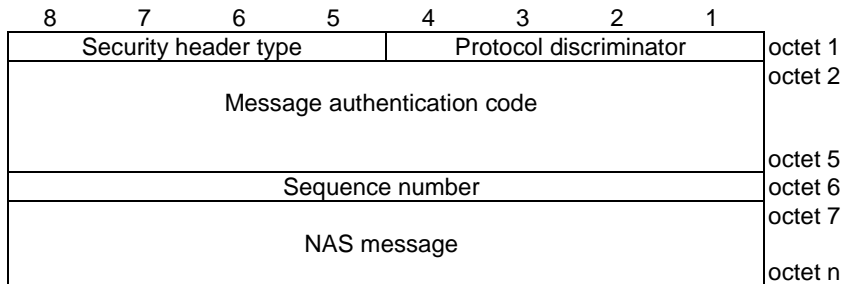 8 7 6 5 4 3 2 1
Security header type Protocol discriminator octet 1
octet 2
Message authentication code
octet 5
Sequence number octet 6
octet 7
NAS message
octet n